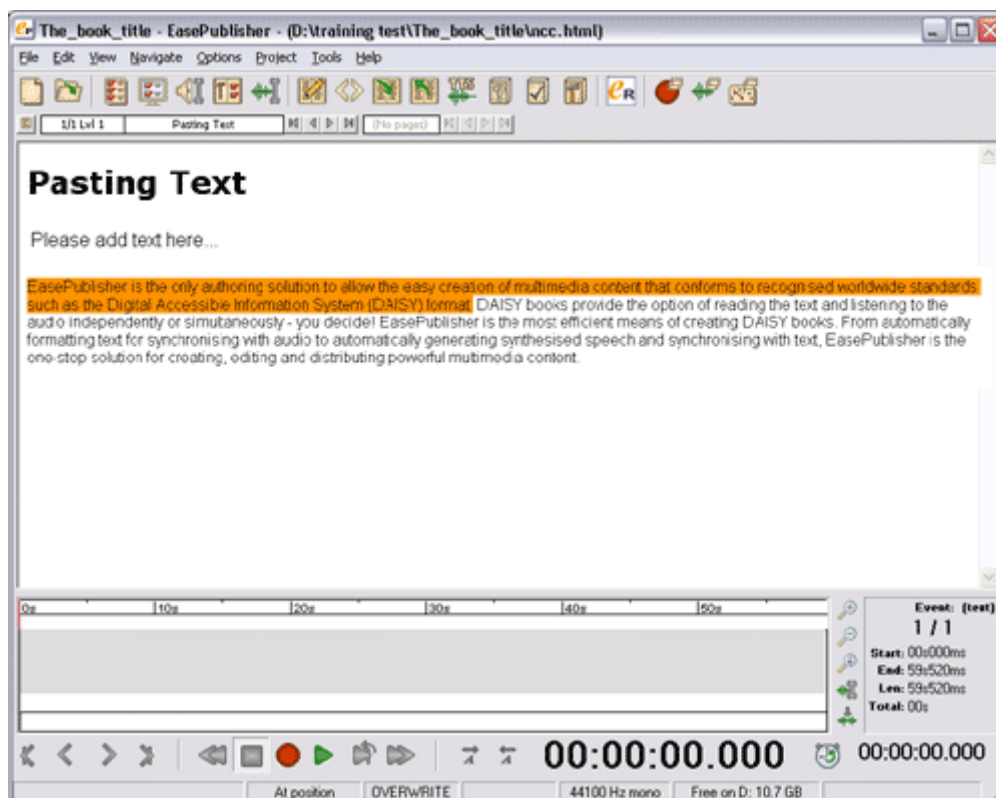 The_book_title - EasePublisher - (D:\training test\The_book_title\ncc.html)
File Edit View Navigate Options Project Tools Help
1/1 Lvl 1 Pasting Text (No pages)
Pasting Text
Please add text here...
EasePublisher is the only authoring solution to allow the easy creation of multimedia content that conforms to recognised worldwide standards
such as the Digital Accessible Information System (DAISY) format. DAISY books provide the option of reading the text and listening to the
audio independently or simultaneously - you decide! EasePublisher is the most efficient means of creating DAISY books. From automatically
formatting text for synchronising with audio to automatically generating synthesised speech and synchronising with text, EasePublisher is the
one-stop solution for creating, editing and distributing powerful multimedia content.
0s 10s 20s 30s 40s 50s
Event: (text)
1 / 1
Start: 00s000ms
End: 59s520ms
Len: 59s520ms
Total: 00s
00:00:00.000 00:00:00.000
At position OVERWRITE 44100 Hz mono Free on D: 10.7 GB